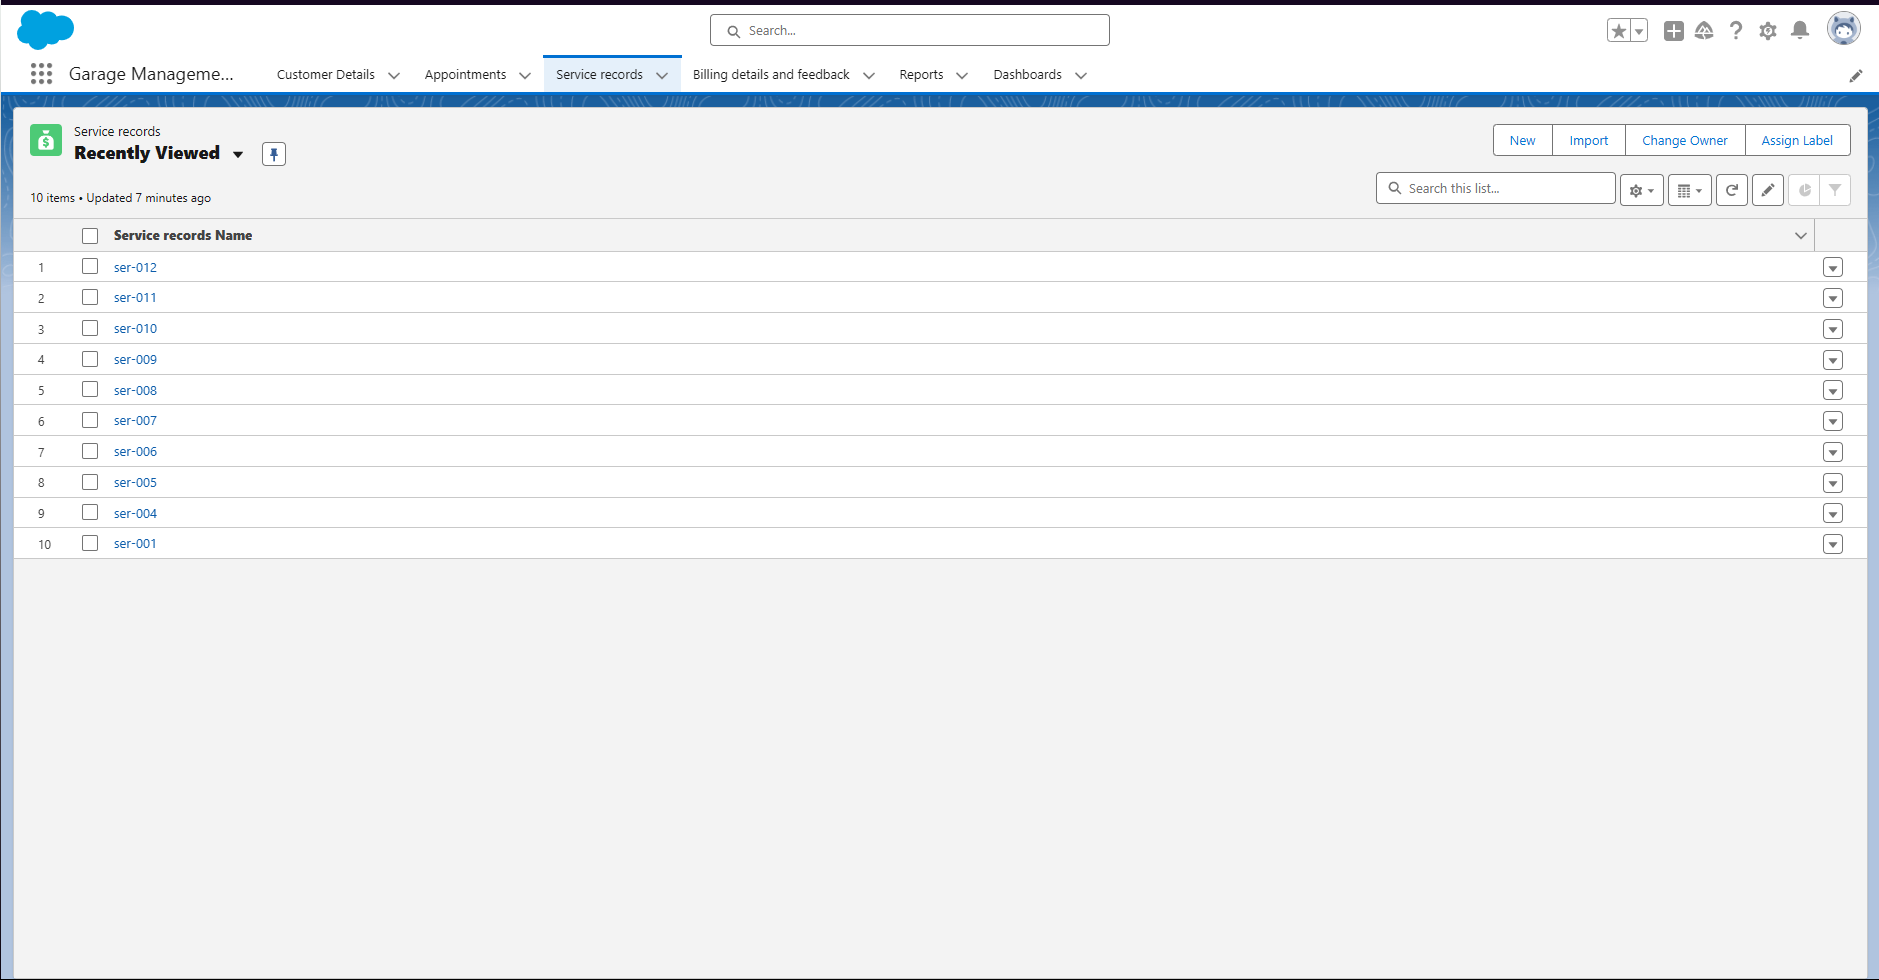 Search...
Garage Manageme...
Customer Details
Appointments
Service records
Billing details and feedback
Reports
Dashboards
Service records
Recently Viewed
New
Import
Change Owner
Assign Label
10 items • Updated 7 minutes ago
Search this list...
Service records Name
1 ser-012
2 ser-011
3 ser-010
4 ser-009
5 ser-008
6 ser-007
7 ser-006
8 ser-005
9 ser-004
10 ser-001